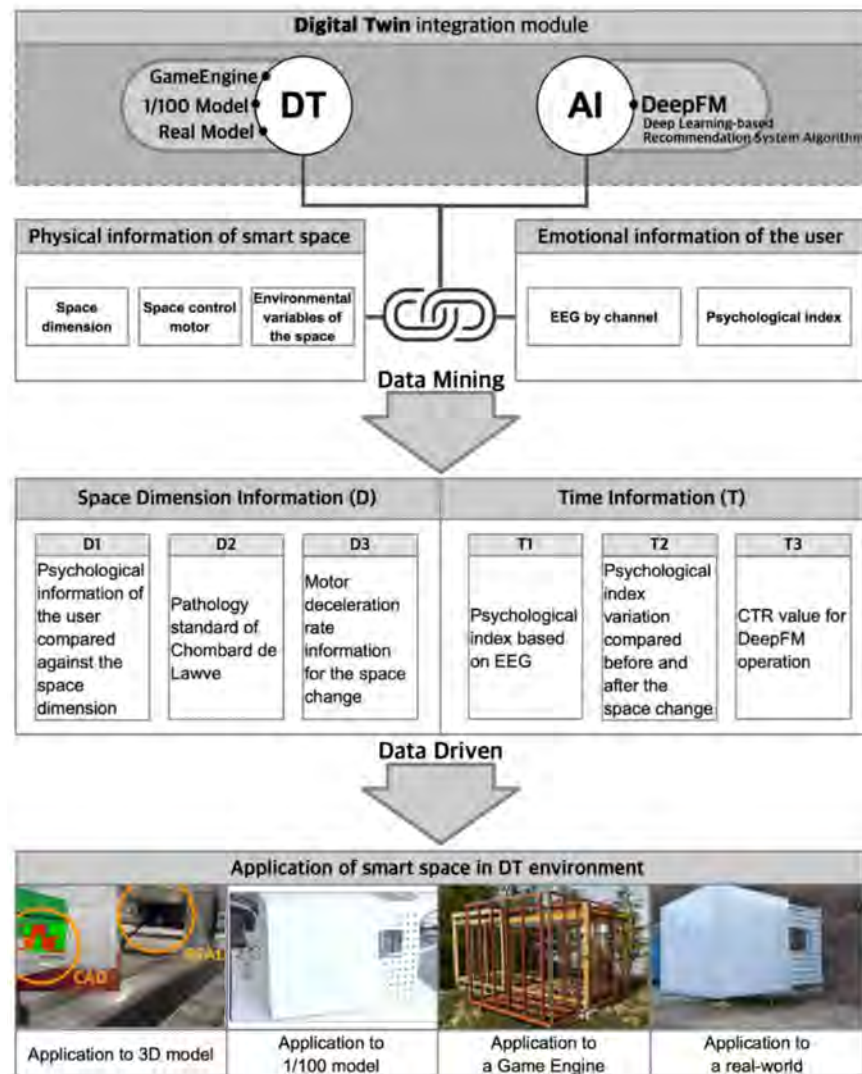 Digital Twin integration module
GameEngine
1/100 Model
Real Model
DT
AI
DeepFM
Deep Learning-based
Recommendation System Algorithm
Physical information of smart space
Space
dimension
Space control
motor
Environmental
variables of
the space
Emotional information of the user
EEG by channel
Psychological index
Data Mining
Space Dimension Information (D)
D1
Psychological
information of
the user
compared
against the
space
dimension
D2
Pathology
standard of
Chombard de
Lawve
D3
Motor
deceleration
rate
information
for the space
change
Time Information (T)
T1
Psychological
index based
on EEG
T2
Psychological
index
variation
compared
before and
after the
space change
T3
CTR value for
DeepFM
operation
Data Driven
Application of smart space in DT environment
CAD
Application to 3D model
Application to
1/100 model
Application to
a Game Engine
Application to
a real-world